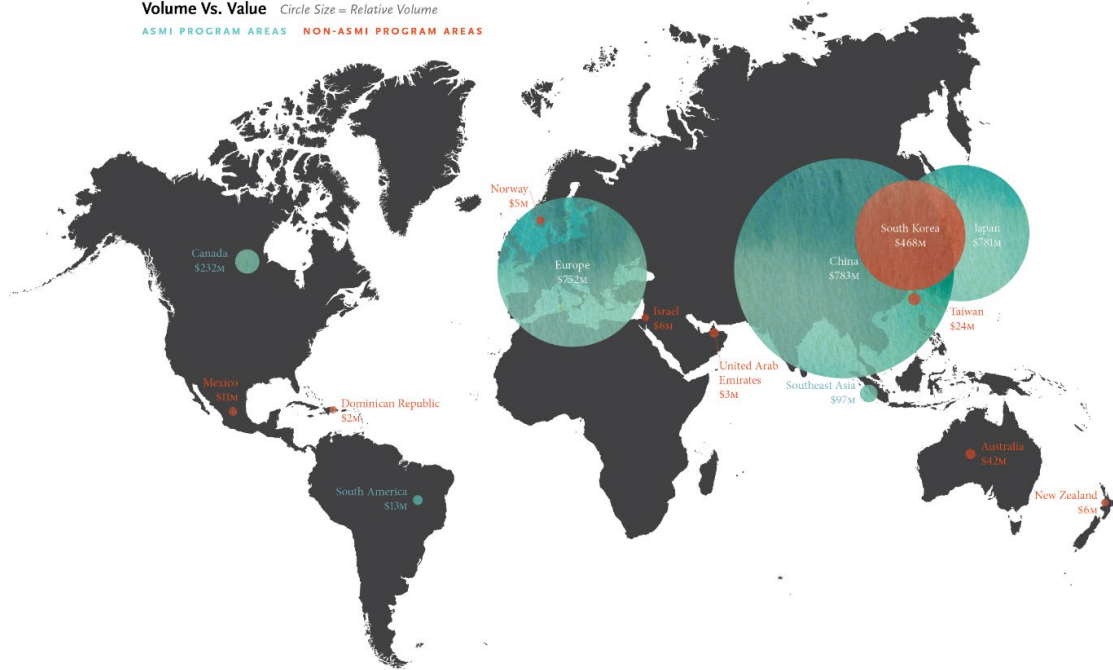 Volume Vs. Value Circle Size = Relative Volume
ASMI PROGRAM AREAS NON-ASMI PROGRAM AREAS
Norway
$5M
Canada
$232M
Europe
$752M
South Korea
$468M
Japan
$781M
China
$783M
Israel
$6M
Taiwan
$24M
United Arab
Emirates
$3M
Southeast Asia
$97M
Mexico
$11M
Dominican Republic
$2M
Australia
$42M
South America
$13M
New Zealand
$6M